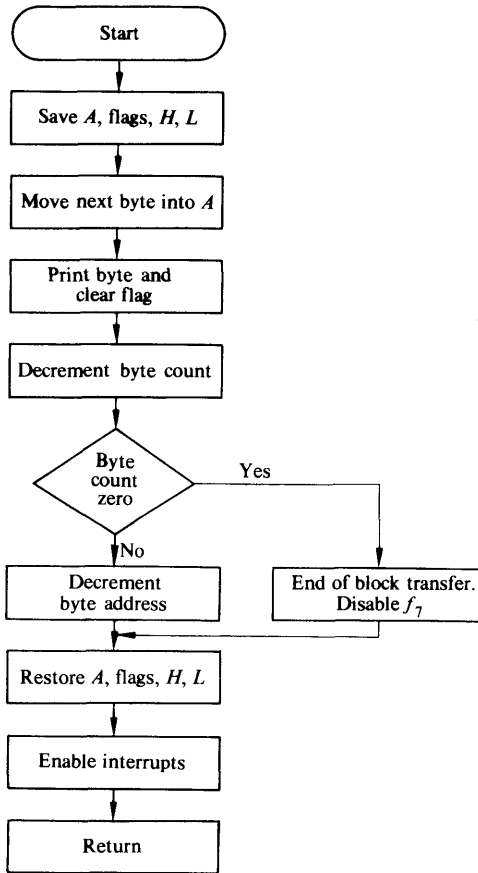 Start
Save A, flags, H, L
Move next byte into A
Print byte and
clear flag
Decrement byte count
Byte
count
zero
Yes
No
Decrement
byte address
End of block transfer.
Disable f7
Restore A, flags, H, L
Enable interrupts
Return